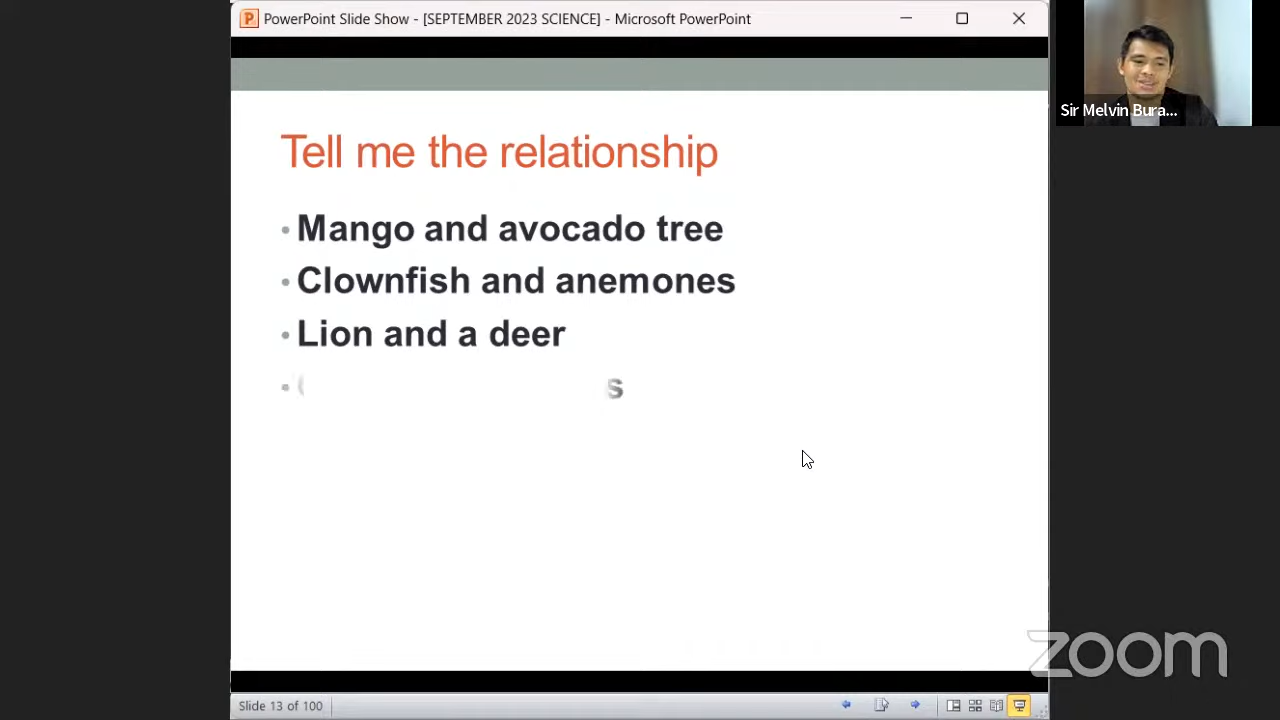 PowerPoint Slide Show - [SEPTEMBER 2023 SCIENCE] - Microsoft PowerPoint
Sir Melvin Bura...
Tell me the relationship
• Mango and avocado tree
• Clownfish and anemones
• Lion and a deer
zoom
Slide 13 of 100